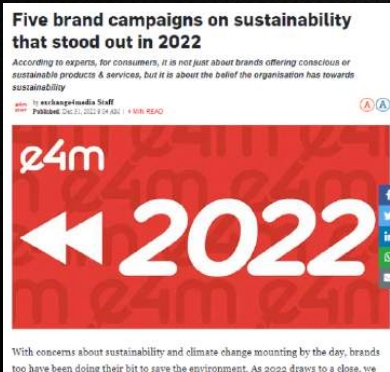 Five brand campaigns on sustainability
that stood out in 2022
According to experts, for consumers, it is not just about brands offering conscious or
sustainable products & services, but it is about the belief the organisation has towards
sustainability
by exchange4media Staff
Published: Dec 31, 2022 | 4 MIN READ
A A
e4m
2022
With concerns about sustainability and climate change mounting by the day, brands
too have been doing their bit to save the environment. As 2022 draws to a close, we